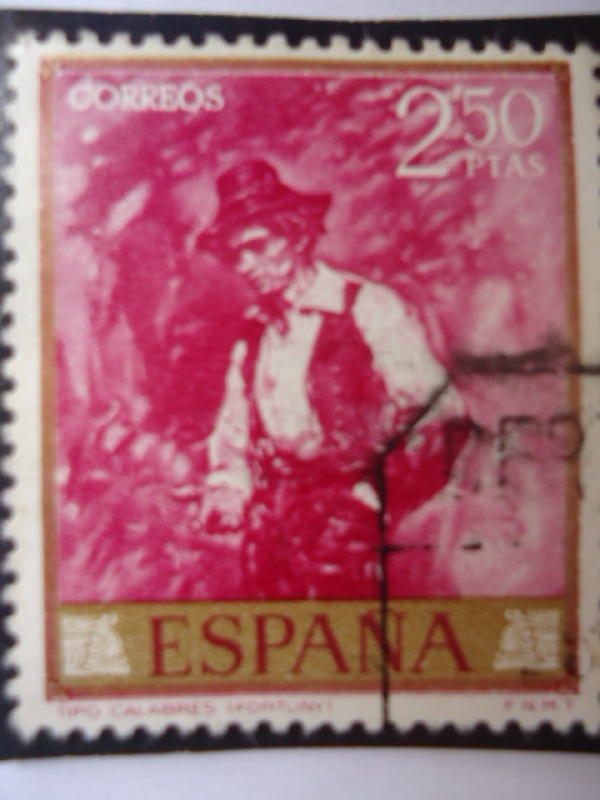 CORREOS
2'50
PTAS
ESPAÑA
TIPO CALABRES (FORTUNY)
F.N.M.T.